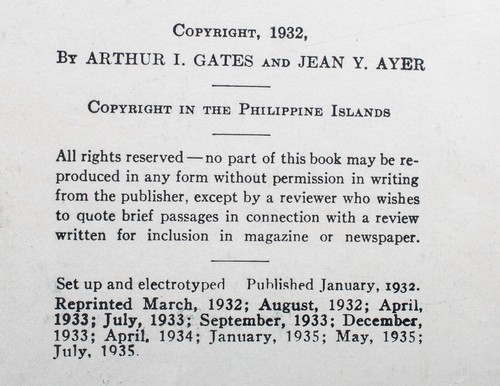 Copyright, 1932,
By ARTHUR I. GATES and JEAN Y. AYER
Copyright in the Philippine Islands
All rights reserved — no part of this book may be re-
produced in any form without permission in writing
from the publisher, except by a reviewer who wishes
to quote brief passages in connection with a review
written for inclusion in magazine or newspaper.
Set up and electrotyped Published January, 1932.
Reprinted March, 1932; August, 1932; April,
1933; July, 1933; September, 1933; December,
1933; April, 1934; January, 1935; May, 1935;
July, 1935.